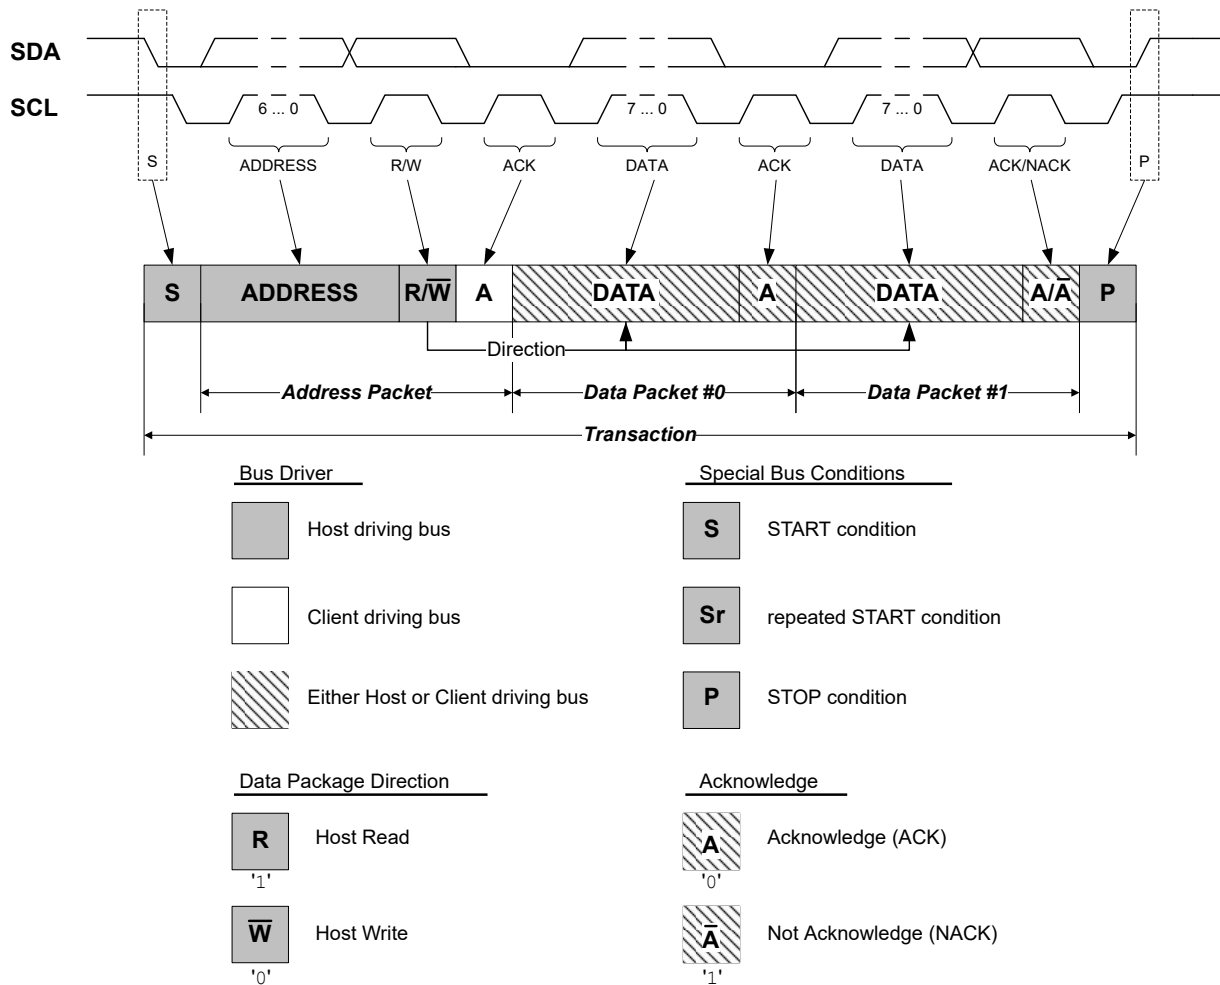 SDA
SCL
6 ... 0
7 ... 0
7 ... 0
S
ADDRESS
R/W
ACK
DATA
ACK
DATA
ACK/NACK
P
S
ADDRESS
R/W̅
A
DATA
A
DATA
A/A̅
P
Direction
Address Packet
Data Packet #0
Data Packet #1
Transaction
Bus Driver
Host driving bus
Client driving bus
Either Host or Client driving bus
Special Bus Conditions
S
START condition
Sr
repeated START condition
P
STOP condition
Data Package Direction
R
Host Read
'1'
W̅
Host Write
'0'
Acknowledge
A
Acknowledge (ACK)
'0'
A̅
Not Acknowledge (NACK)
'1'